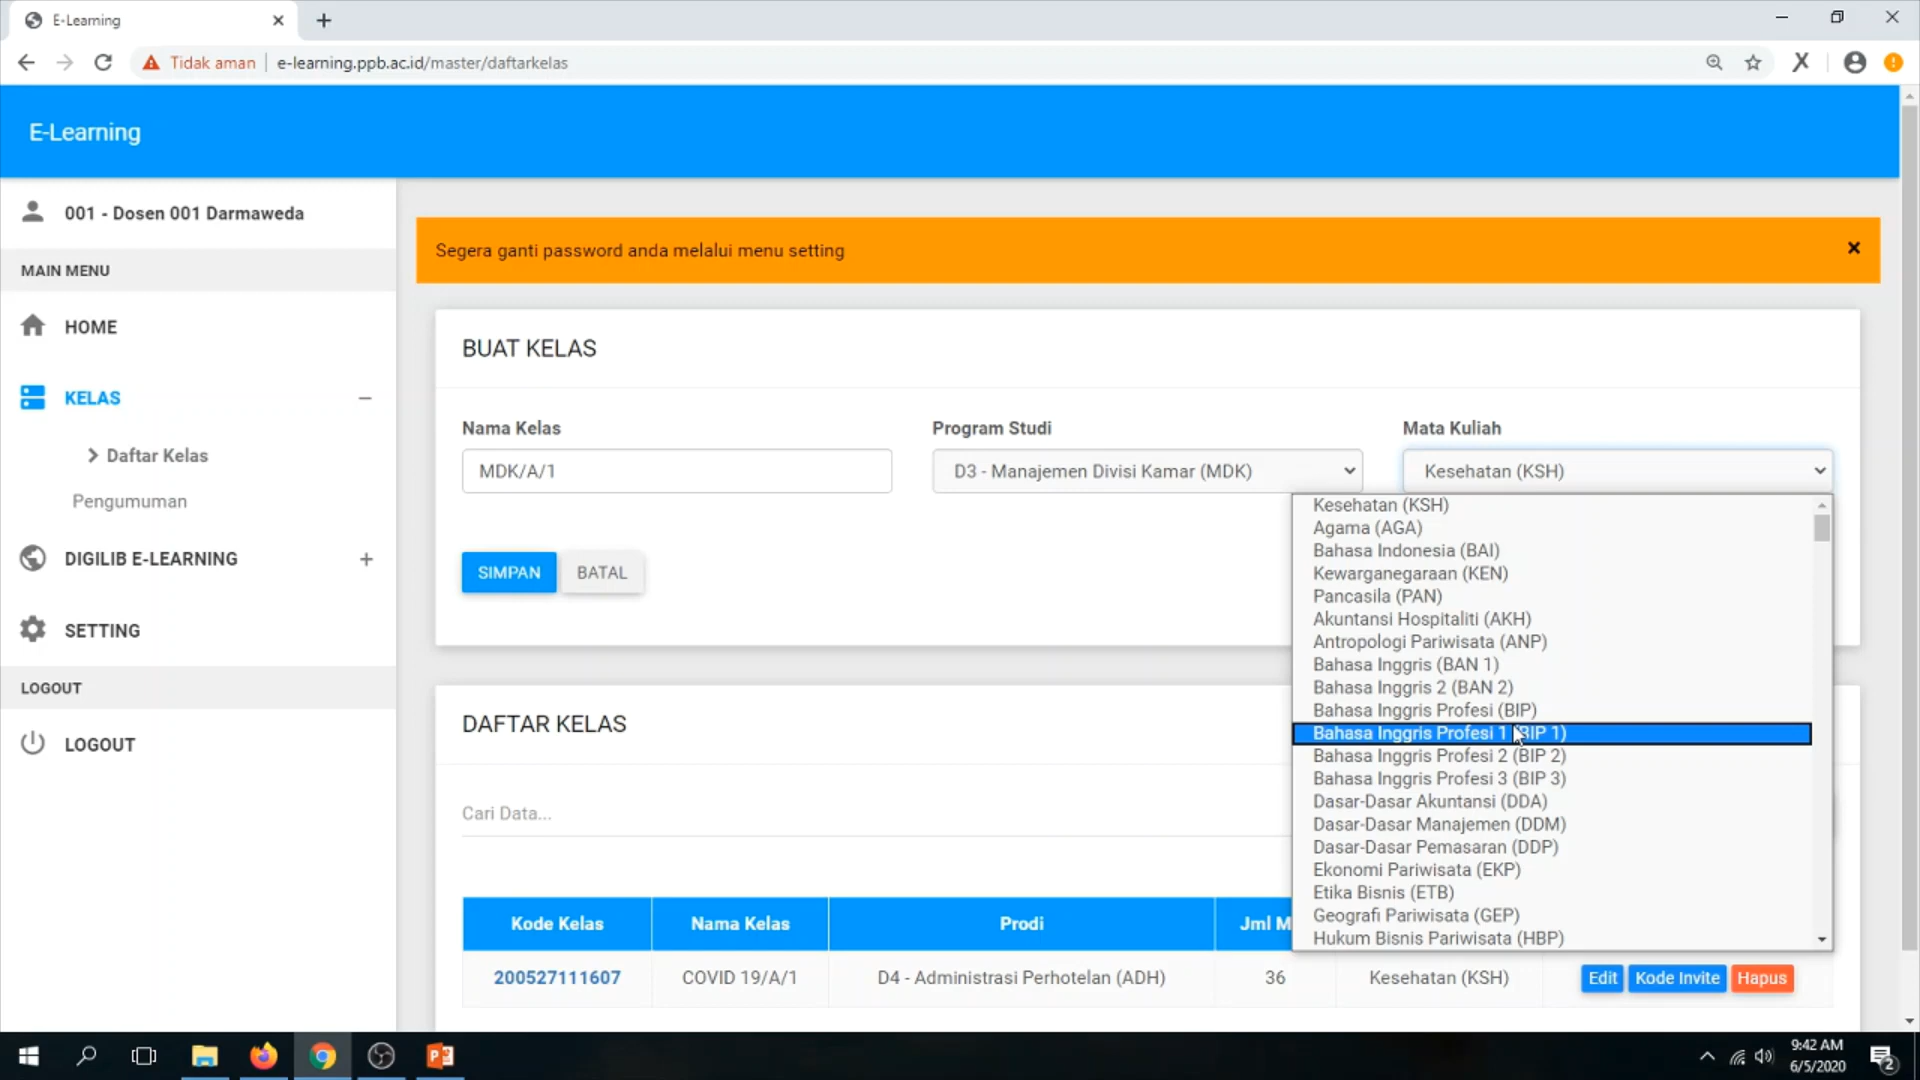 E-Learning
Tidak aman | e-learning.ppb.ac.id/master/daftarkelas
E-Learning
001 - Dosen 001 Darmaweda
MAIN MENU
HOME
KELAS
Daftar Kelas
Pengumuman
DIGILIB E-LEARNING
SETTING
LOGOUT
LOGOUT
Segera ganti password anda melalui menu setting
BUAT KELAS
Nama Kelas
Program Studi
Mata Kuliah
MDK/A/1
D3 - Manajemen Divisi Kamar (MDK)
Kesehatan (KSH)
SIMPAN
BATAL
Kesehatan (KSH)
Agama (AGA)
Bahasa Indonesia (BAI)
Kewarganegaraan (KEN)
Pancasila (PAN)
Akuntansi Hospitaliti (AKH)
Antropologi Pariwisata (ANP)
Bahasa Inggris (BAN 1)
Bahasa Inggris 2 (BAN 2)
Bahasa Inggris Profesi (BIP)
Bahasa Inggris Profesi 1 (BIP 1)
Bahasa Inggris Profesi 2 (BIP 2)
Bahasa Inggris Profesi 3 (BIP 3)
Dasar-Dasar Akuntansi (DDA)
Dasar-Dasar Manajemen (DDM)
Dasar-Dasar Pemasaran (DDP)
Ekonomi Pariwisata (EKP)
Etika Bisnis (ETB)
Geografi Pariwisata (GEP)
Hukum Bisnis Pariwisata (HBP)
DAFTAR KELAS
Cari Data...
Kode Kelas
Nama Kelas
Prodi
Jml M
200527111607
COVID 19/A/1
D4 - Administrasi Perhotelan (ADH)
36
Kesehatan (KSH)
Edit
Kode Invite
Hapus
9:42 AM
6/5/2020
2